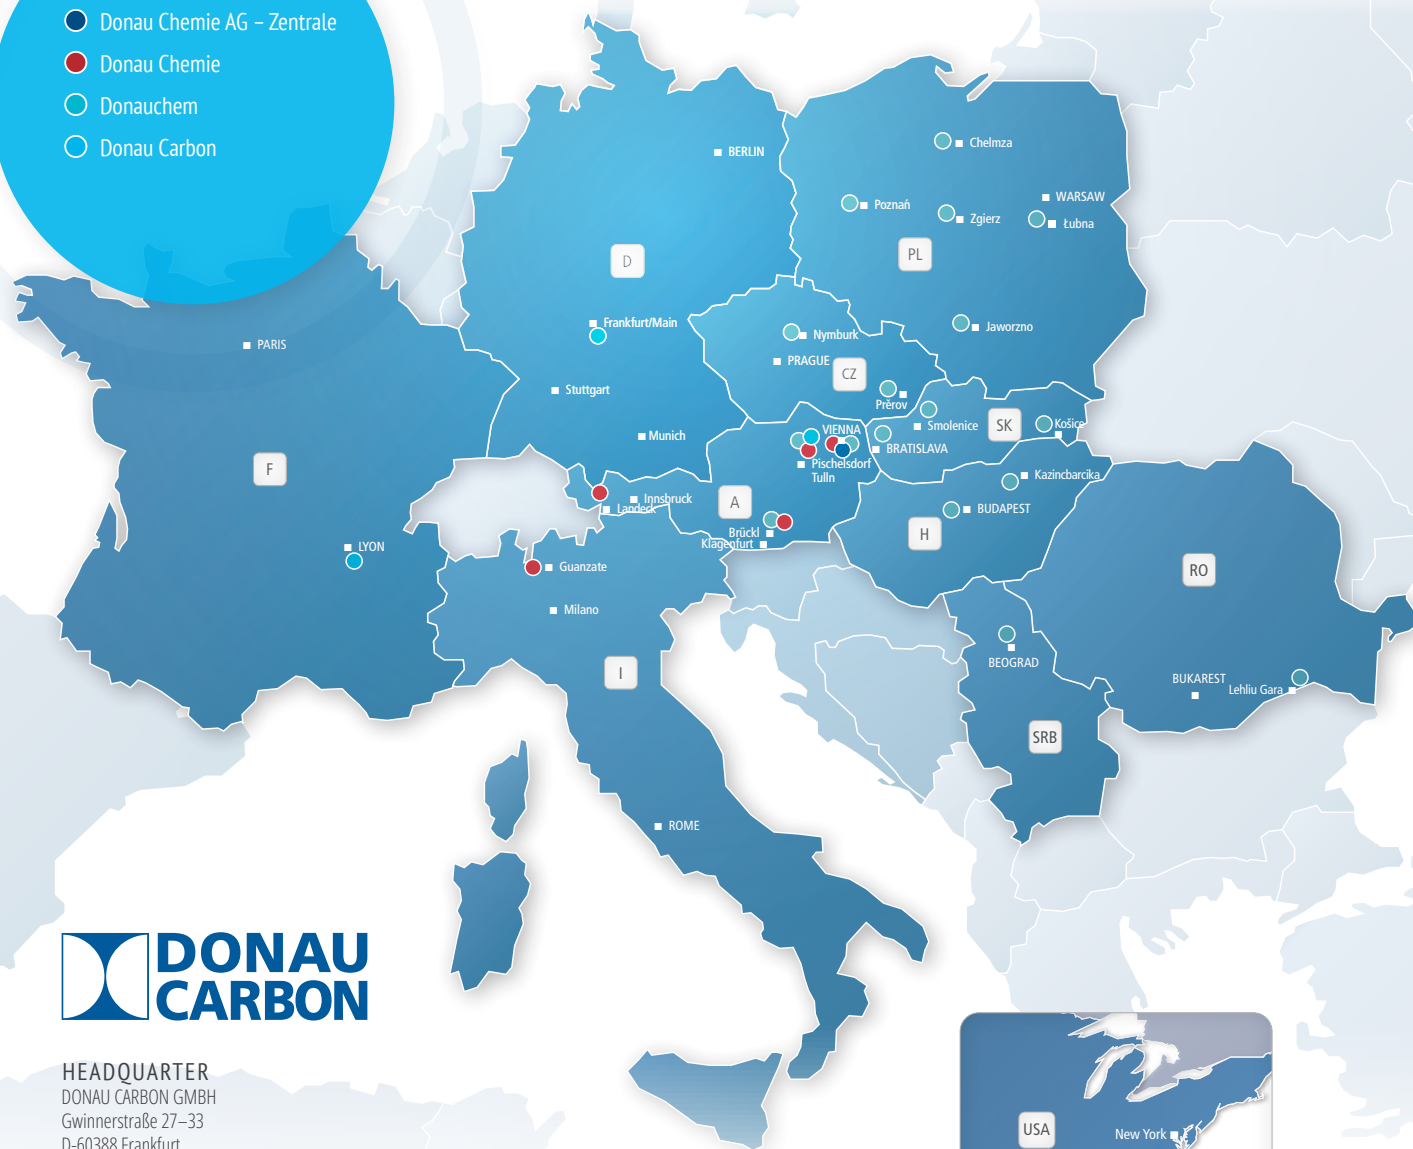 Donau Chemie AG – Zentrale
Donau Chemie
Donauchem
Donau Carbon
BERLIN
Chelmza
WARSAW
Poznań
Zgierz
Łubna
D
PL
Frankfurt/Main
Jaworzno
Nymburk
PARIS
PRAGUE
CZ
Stuttgart
Prěrov
Smolenice
SK
Košice
VIENNA
Munich
BRATISLAVA
Pischelsdorf
Tulln
F
Kazincbarcika
Innsbruck
Landeck
A
BUDAPEST
Brückl
Klagenfurt
H
LYON
Guanzate
RO
Milano
BEOGRAD
I
BUKAREST
Lehliu Gara
SRB
ROME
DONAU
CARBON
HEADQUARTER
DONAU CARBON GMBH
Gwinnerstraße 27–33
D-60388 Frankfurt
USA
New York